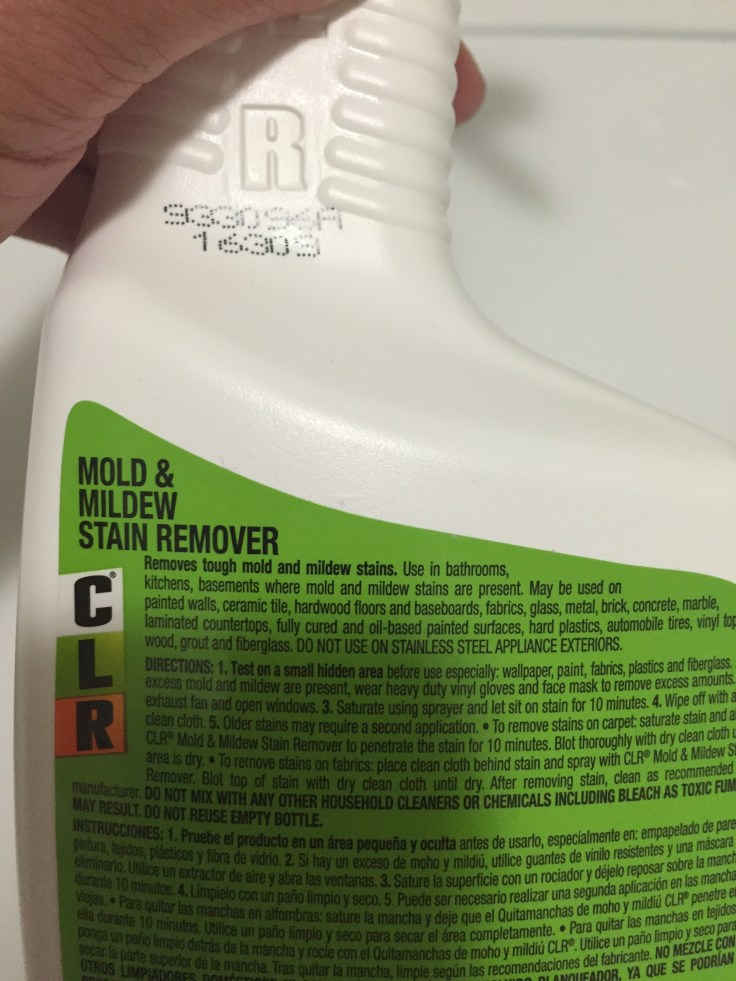 R
933094A
16309
MOLD &
MILDEW
STAIN REMOVER
C®
L
R
Removes tough mold and mildew stains. Use in bathrooms,
kitchens, basements where mold and mildew stains are present. May be used on
painted walls, ceramic tile, hardwood floors and baseboards, fabrics, glass, metal, brick, concrete, marble,
laminated countertops, fully cured and oil-based painted surfaces, hard plastics, automobile tires, vinyl top
wood, grout and fiberglass. DO NOT USE ON STAINLESS STEEL APPLIANCE EXTERIORS.
DIRECTIONS: 1. Test on a small hidden area before use especially: wallpaper, paint, fabrics, plastics and fiberglass.
excess mold and mildew are present, wear heavy duty vinyl gloves and face mask to remove excess amounts.
exhaust fan and open windows. 3. Saturate using sprayer and let sit on stain for 10 minutes. 4. Wipe off with a
clean cloth. 5. Older stains may require a second application. • To remove stains on carpet: saturate stain and a
CLR® Mold & Mildew Stain Remover to penetrate the stain for 10 minutes. Blot thoroughly with dry clean cloth
area is dry. • To remove stains on fabrics: place clean cloth behind stain and spray with CLR® Mold & Mildew
Remover. Blot top of stain with dry clean cloth until dry. After removing stain, clean as recommended
manufacturer. DO NOT MIX WITH ANY OTHER HOUSEHOLD CLEANERS OR CHEMICALS INCLUDING BLEACH AS TOXIC FUM
MAY RESULT. DO NOT REUSE EMPTY BOTTLE.
INSTRUCCIONES: 1. Pruebe el producto en un área pequeña y oculta antes de usarlo, especialmente en: empapelado de pare
pintura, tejidos, plásticos y fibra de vidrio. 2. Si hay un exceso de moho y mildiú, utilice guantes de vinilo resistentes y una máscara
eliminarlo. Utilice un extractor de aire y abra las ventanas. 3. Sature la superficie con un rociador y déjelo reposar sobre la manch
durante 10 minutos. 4. Límpielo con un paño limpio y seco. 5. Puede ser necesario realizar una segunda aplicación en las mancha
viejas. • Para quitar las manchas en alfombras: sature la mancha y deje que el Quitamanchas de moho y mildiú CLR® penetre e
ella durante 10 minutos. Utilice un paño limpio y seco para secar el área completamente. • Para quitar las manchas en tejidos
ponga un paño limpio detrás de la mancha y rocíe con el Quitamanchas de moho y mildiú CLR®. Utilice un paño limpio y seco para
secar la parte superior de la mancha. Tras quitar la mancha, limpie según las recomendaciones del fabricante. NO MEZCLE CON
OTROS LIMPIADORES BLANQUEADOR, YA QUE SE PODRÍAN